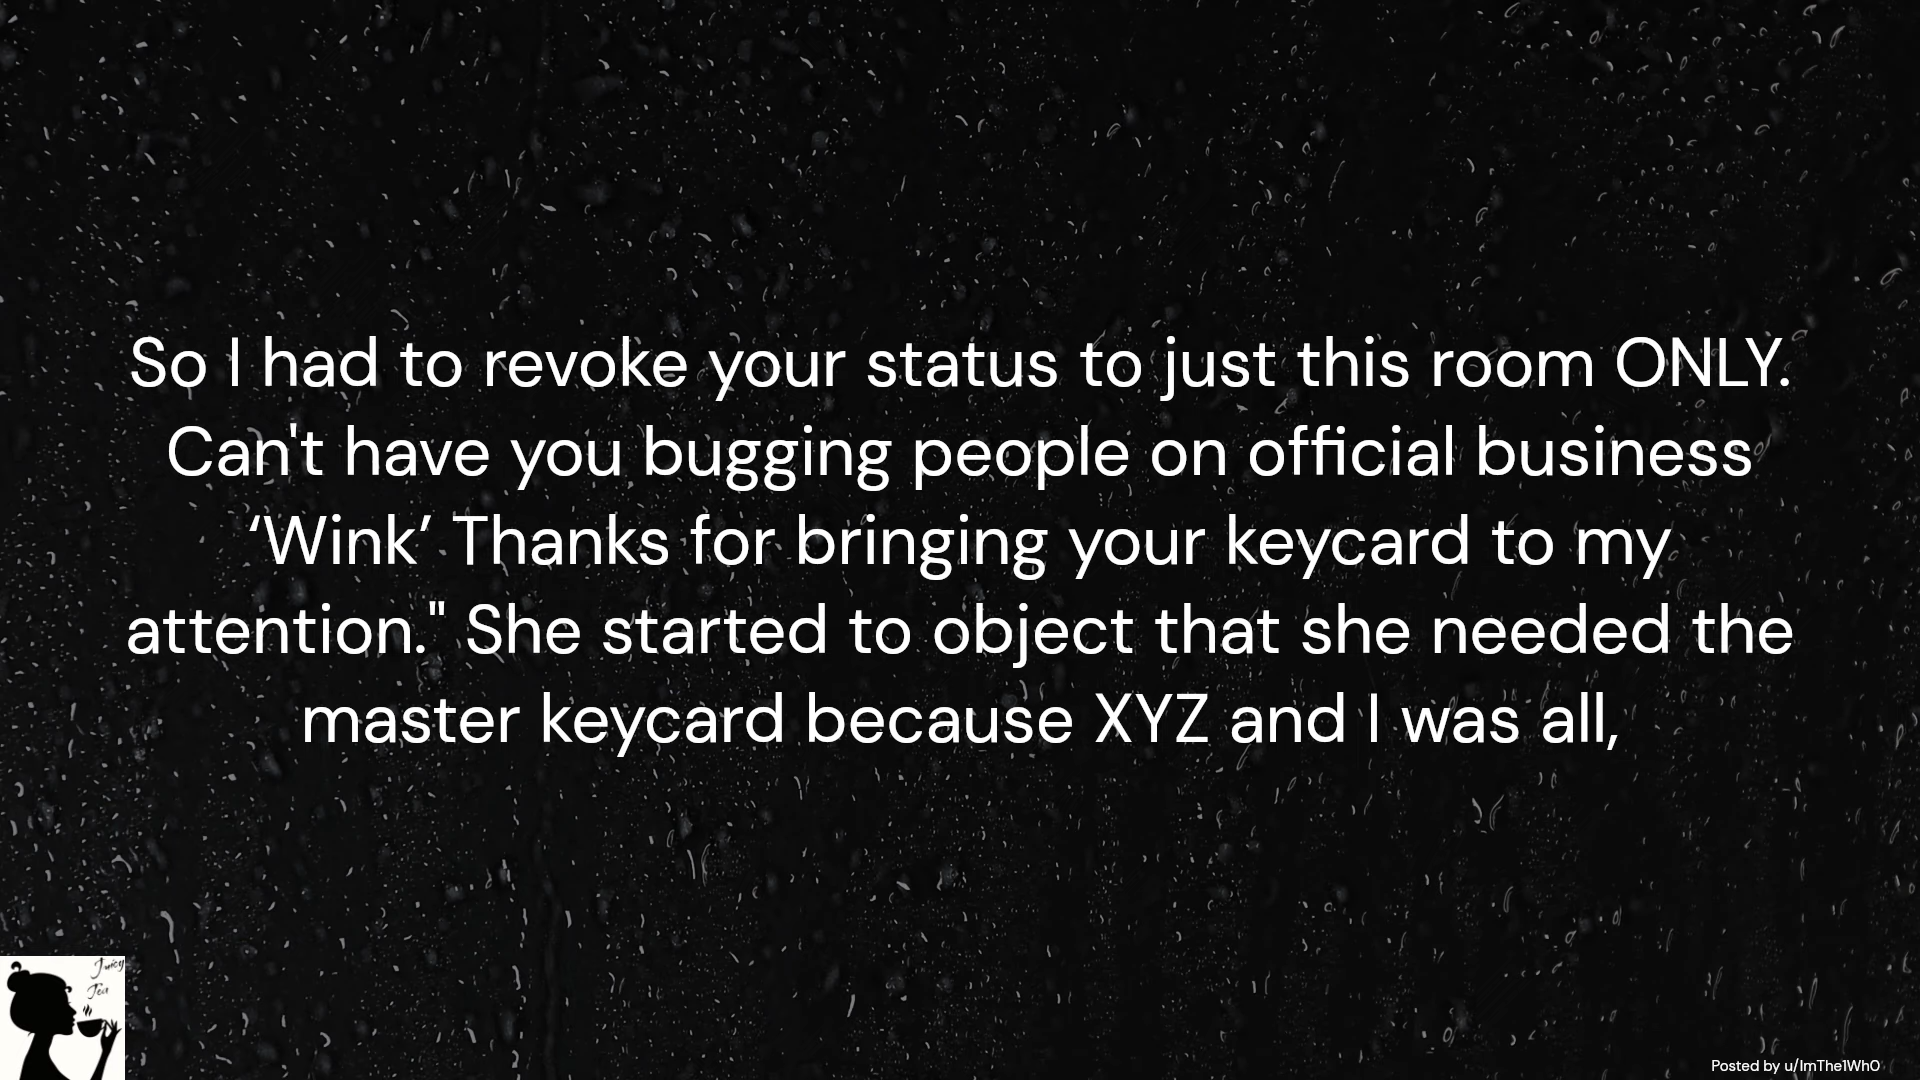 So I had to revoke your status to just this room ONLY.
Can't have you bugging people on official business
‘Wink’ Thanks for bringing your keycard to my
attention." She started to object that she needed the
master keycard because XYZ and I was all,
Juicy
Tea
Posted by u/ImThe1Wh0